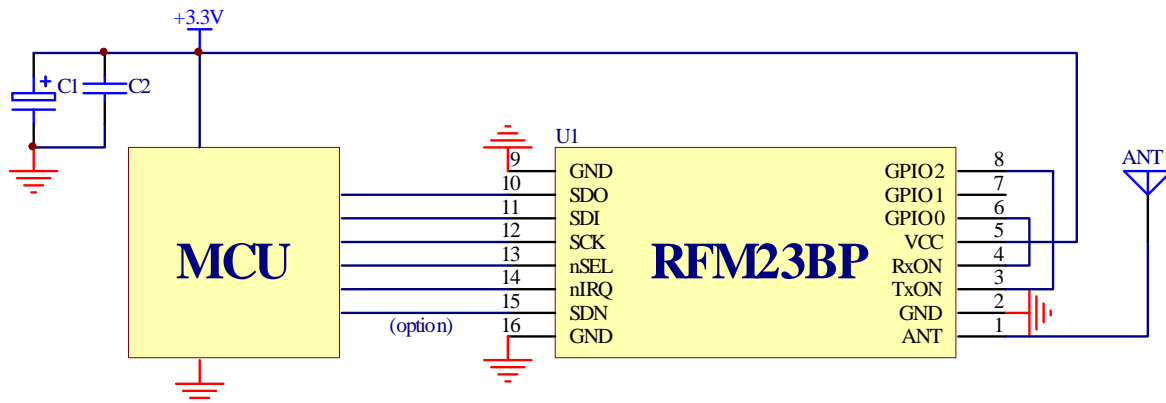 +3.3V
+
C1
C2
U1
ANT
MCU
RFM23BP
9 GND
10 SDO
11 SDI
12 SCK
13 nSEL
14 nIRQ
15 SDN
(option)
16 GND
GPIO2 8
GPIO1 7
GPIO0 6
VCC 5
RxON 4
TxON 3
GND 2
ANT 1